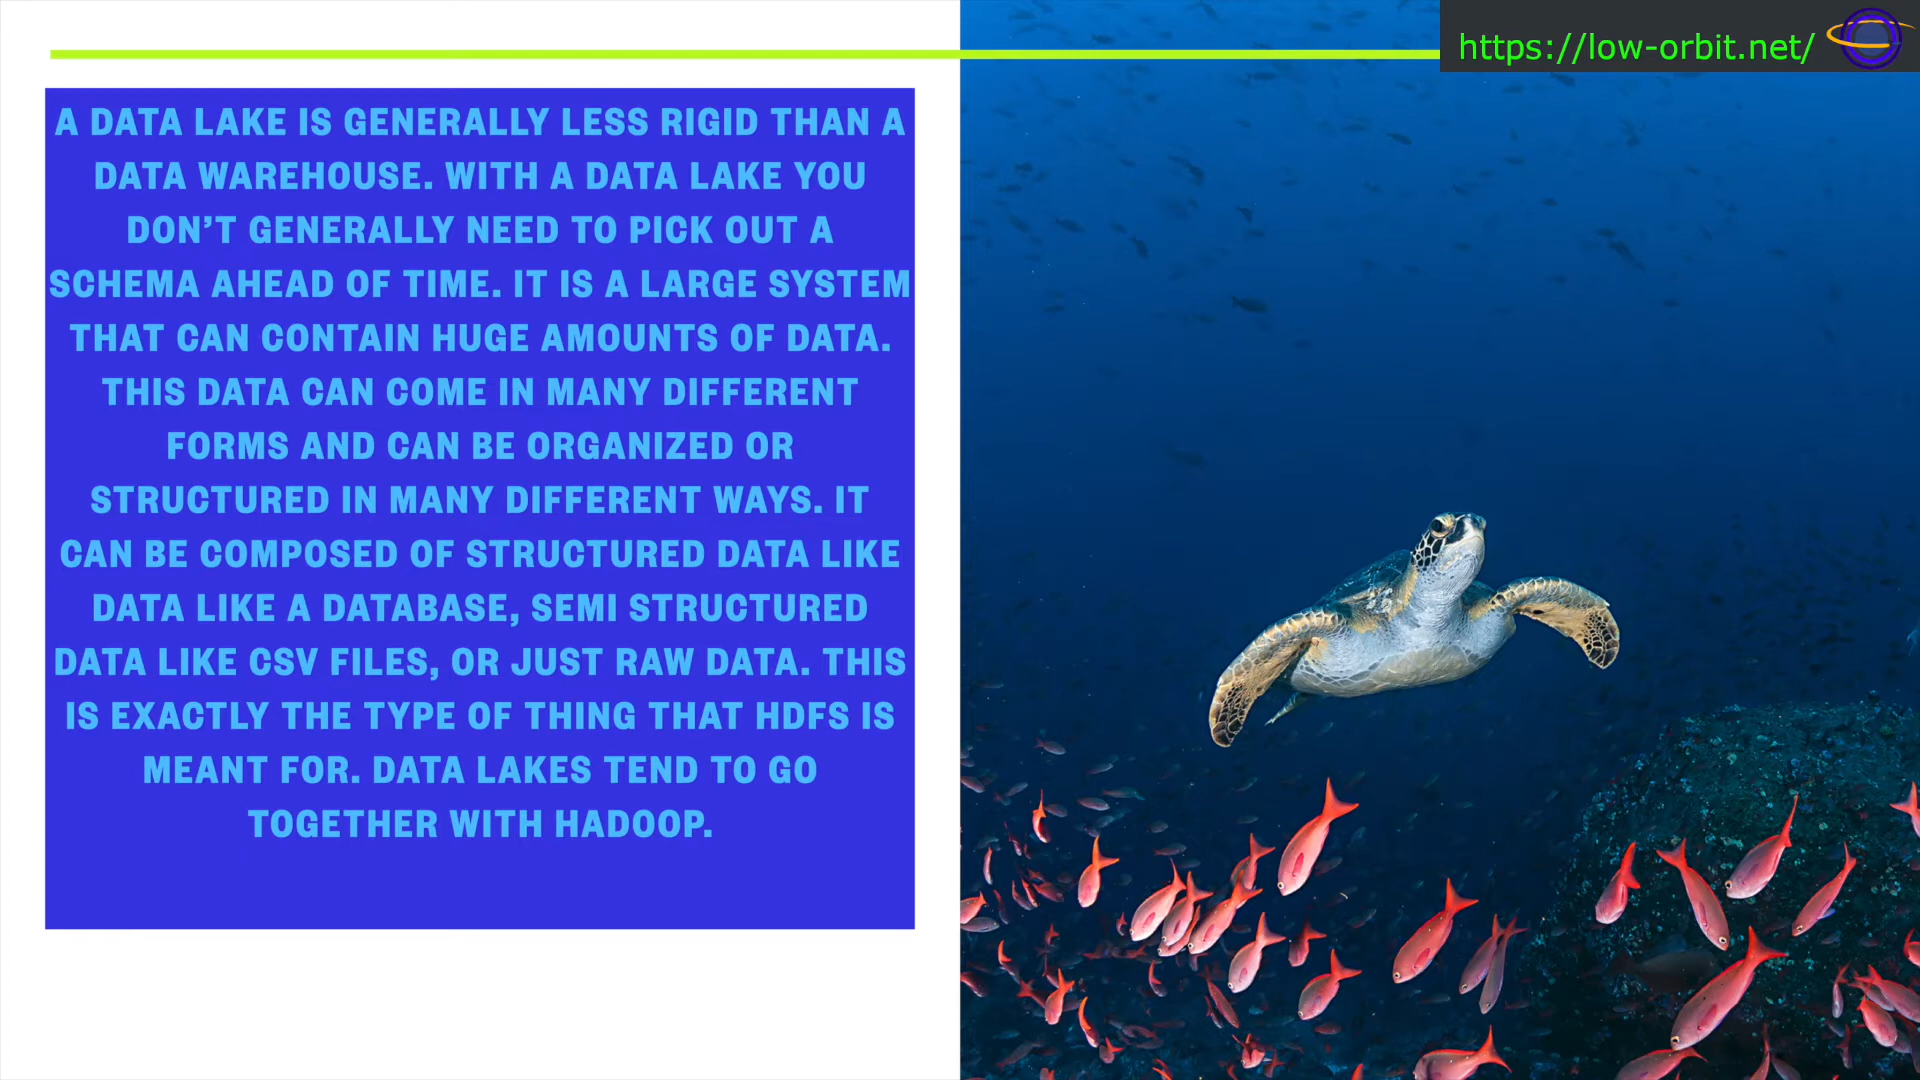 https://low-orbit.net/
A DATA LAKE IS GENERALLY LESS RIGID THAN A
DATA WAREHOUSE. WITH A DATA LAKE YOU
DON’T GENERALLY NEED TO PICK OUT A
SCHEMA AHEAD OF TIME. IT IS A LARGE SYSTEM
THAT CAN CONTAIN HUGE AMOUNTS OF DATA.
THIS DATA CAN COME IN MANY DIFFERENT
FORMS AND CAN BE ORGANIZED OR
STRUCTURED IN MANY DIFFERENT WAYS. IT
CAN BE COMPOSED OF STRUCTURED DATA LIKE
DATA LIKE A DATABASE, SEMI STRUCTURED
DATA LIKE CSV FILES, OR JUST RAW DATA. THIS
IS EXACTLY THE TYPE OF THING THAT HDFS IS
MEANT FOR. DATA LAKES TEND TO GO
TOGETHER WITH HADOOP.